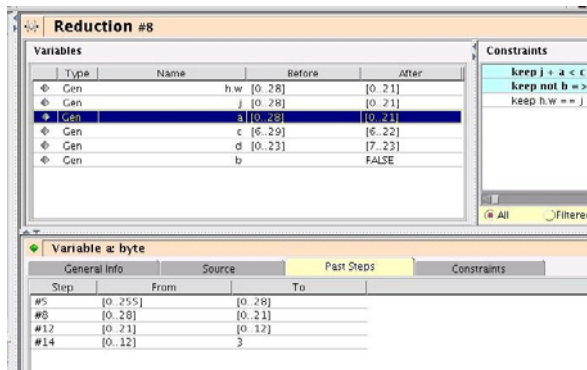 Reduction #8
Variables
Type Name Before After
Gen h.w [0..28] [0..21]
Gen j [0..28] [0..21]
Gen a [0..28] [0..21]
Gen c [6..29] [6..22]
Gen d [0..23] [7..23]
Gen b FALSE
Constraints
keep j + a < c
keep not b =>
keep h.w == j
All Filtere
Variable a: byte
General Info Source Past Steps Constraints
Step From To
#5 [0..255] [0..28]
#8 [0..28] [0..21]
#12 [0..21] [0..12]
#14 [0..12] 3